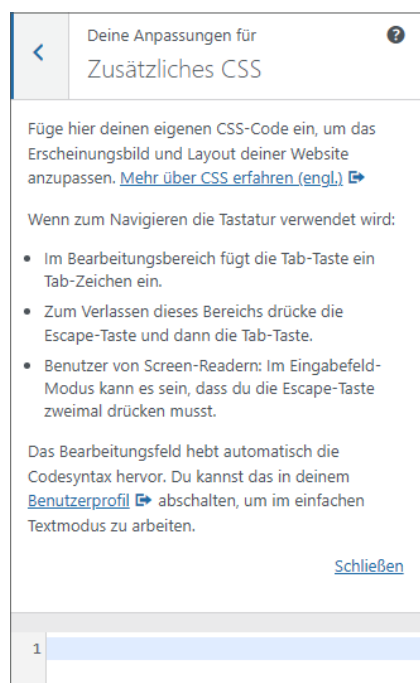 Deine Anpassungen für
Zusätzliches CSS
Füge hier deinen eigenen CSS-Code ein, um das
Erscheinungsbild und Layout deiner Website
anzupassen. Mehr über CSS erfahren (engl.)
Wenn zum Navigieren die Tastatur verwendet wird:
• Im Bearbeitungsbereich fügt die Tab-Taste ein
Tab-Zeichen ein.
• Zum Verlassen dieses Bereichs drücke die
Escape-Taste und dann die Tab-Taste.
• Benutzer von Screen-Readern: Im Eingabefeld-
Modus kann es sein, dass du die Escape-Taste
zweimal drücken musst.
Das Bearbeitungsfeld hebt automatisch die
Codesyntax hervor. Du kannst das in deinem
Benutzerprofil abschalten, um im einfachen
Textmodus zu arbeiten.
Schließen
1